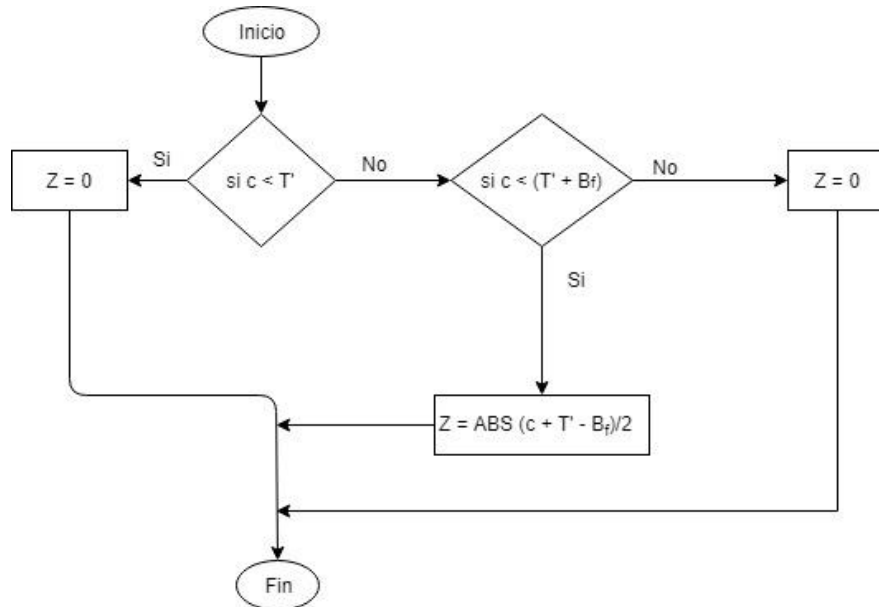 Inicio
Si
Z = 0
si c < T'
No
si c < (T' + Bf)
No
Z = 0
Si
Z = ABS (c + T' - Bf)/2
Fin